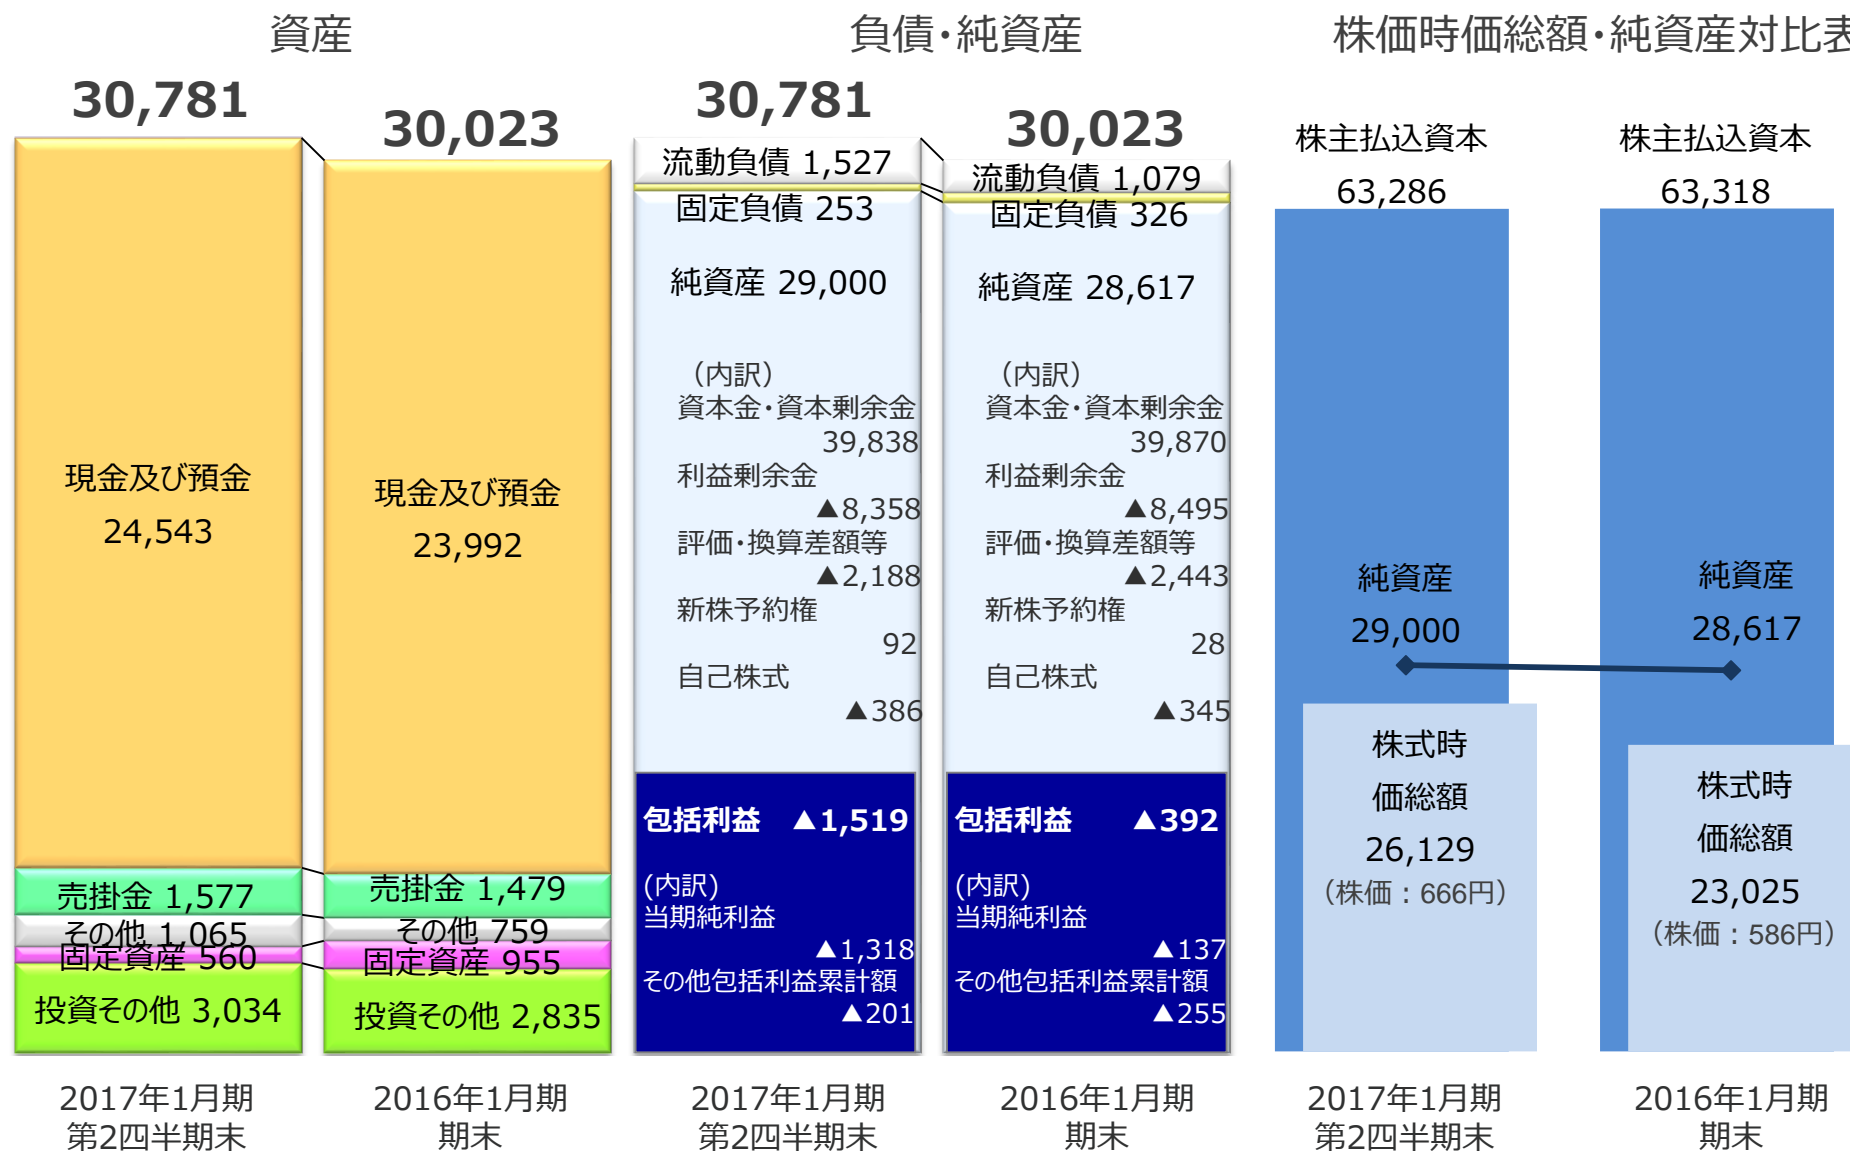 資産
30,781
30,023
現金及び預金
24,543
現金及び預金
23,992
売掛金 1,577
売掛金 1,479
その他 1,065
その他 759
固定資産 560
固定資産 955
投資その他 3,034
投資その他 2,835
2017年1月期
第2四半期末
2016年1月期
期末
負債・純資産
30,781
30,023
流動負債 1,527
固定負債 253
純資産 29,000
（内訳）
資本金・資本剰余金
39,838
利益剰余金
▲8,358
評価・換算差額等
▲2,188
新株予約権
92
自己株式
▲386
包括利益 ▲1,519
(内訳)
当期純利益
▲1,318
その他包括利益累計額
▲201
2017年1月期
第2四半期末
流動負債 1,079
固定負債 326
純資産 28,617
（内訳）
資本金・資本剰余金
39,870
利益剰余金
▲8,495
評価・換算差額等
▲2,443
新株予約権
28
自己株式
▲345
包括利益 ▲392
(内訳)
当期純利益
▲137
その他包括利益累計額
▲255
2016年1月期
期末
株価時価総額・純資産対比表
株主払込資本
63,286
純資産
29,000
株式時
価総額
26,129
（株価：666円）
2017年1月期
第2四半期末
株主払込資本
63,318
純資産
28,617
株式時
価総額
23,025
（株価：586円）
2016年1月期
期末